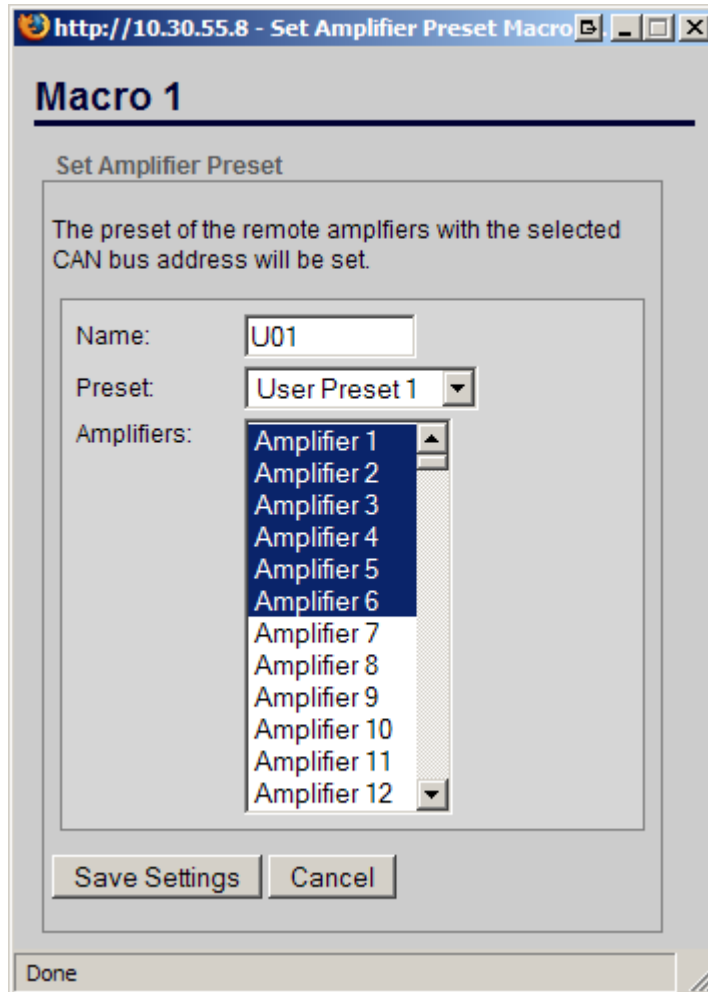 http://10.30.55.8 - Set Amplifier Preset Macro
Macro 1
Set Amplifier Preset
The preset of the remote amplfiers with the selected
CAN bus address will be set.
Name: U01
Preset: User Preset 1
Amplifiers:
Amplifier 1
Amplifier 2
Amplifier 3
Amplifier 4
Amplifier 5
Amplifier 6
Amplifier 7
Amplifier 8
Amplifier 9
Amplifier 10
Amplifier 11
Amplifier 12
Save Settings Cancel
Done